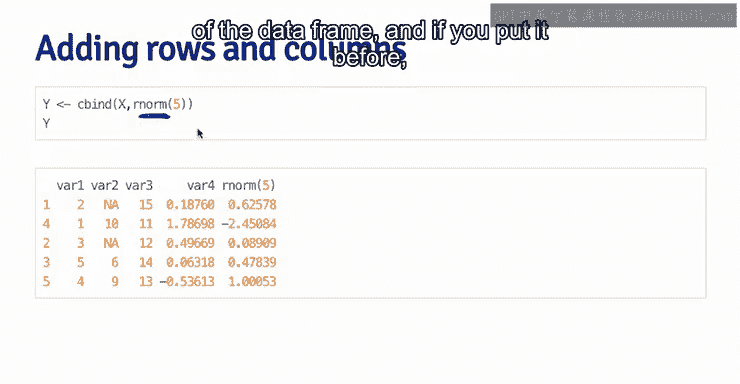 of the data frame, and if you put it
before,
Adding rows and columns
Y <- cbind(X,rnorm(5))
Y
var1 var2 var3 var4 rnorm(5)
1 2 NA 15 0.18760 0.62578
4 1 10 11 1.78698 -2.45084
2 3 NA 12 0.49669 0.08909
3 5 6 14 0.06318 0.47839
5 4 9 13 -0.53613 1.00053